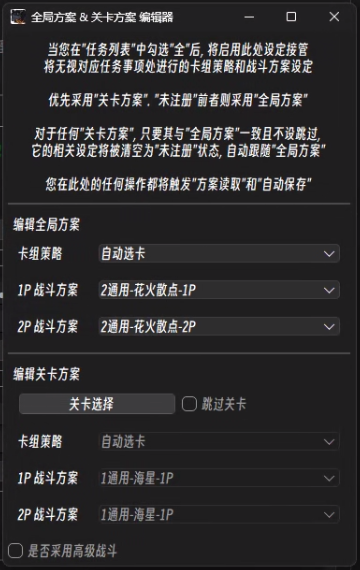 全局方案 & 关卡方案 编辑器
当您在"任务列表"中勾选"全"后, 将启用此处设定接管
将无视对应任务事项处进行的卡组策略和战斗方案设定
优先采用"关卡方案". "未注册"前者则采用"全局方案"
对于任何"关卡方案", 只要其与"全局方案"一致且不设跳过,
它的相关设定将被清空为"未注册"状态, 自动跟随"全局方案"
您在此处的任何操作都将触发"方案读取"和"自动保存"
编辑全局方案
卡组策略 自动选卡
1P 战斗方案 2通用-花火散点-1P
2P 战斗方案 2通用-花火散点-2P
编辑关卡方案
关卡选择 跳过关卡
卡组策略 自动选卡
1P 战斗方案 1通用-海星-1P
2P 战斗方案 1通用-海星-1P
是否采用高级战斗